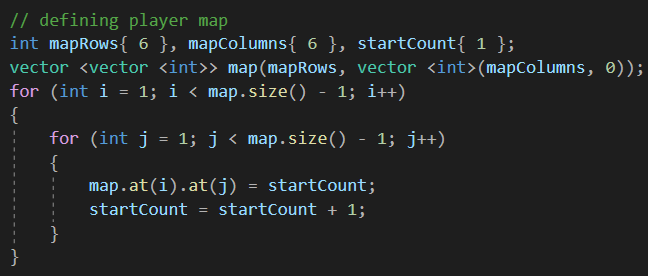 // defining player map
int mapRows{ 6 }, mapColumns{ 6 }, startCount{ 1 };
vector <vector <int>> map(mapRows, vector <int>(mapColumns, 0));
for (int i = 1; i < map.size() - 1; i++)
{
    for (int j = 1; j < map.size() - 1; j++)
    {
        map.at(i).at(j) = startCount;
        startCount = startCount + 1;
    }
}